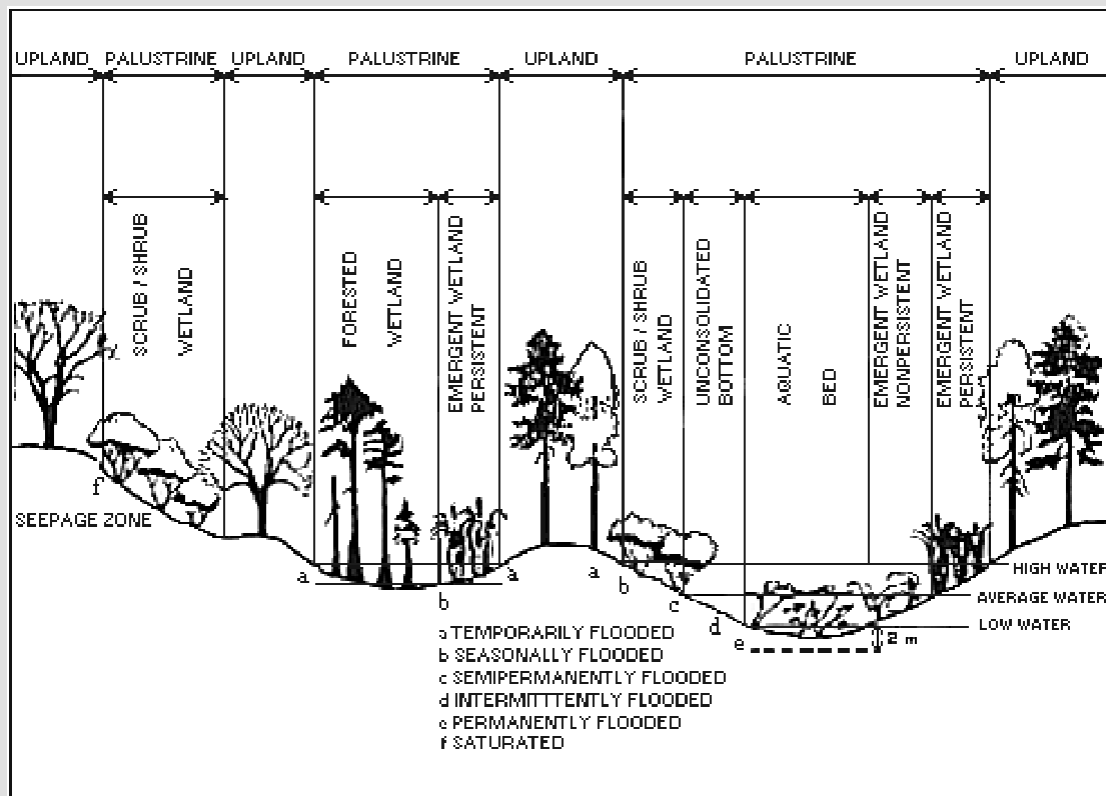 UPLAND PALUSTRINE UPLAND PALUSTRINE UPLAND PALUSTRINE UPLAND
SCRUB / SHRUB
WETLAND
FORESTED
WETLAND
EMERGENT WETLAND
PERSISTENT
SCRUB / SHRUB
WETLAND
UNCONSOLIDATED
BOTTOM
AQUATIC
BED
EMERGENT WETLAND
NONPERSISTENT
EMERGENT WETLAND
PERSISTENT
f
SEEPAGE ZONE
a
b
a
a
b
c
d
e
HIGH WATER
AVERAGE WATER
LOW WATER
2 m
a TEMPORARILY FLOODED
b SEASONALLY FLOODED
c SEMIPERMANENTLY FLOODED
d INTERMITTTENTLY FLOODED
e PERMANENTLY FLOODED
f SATURATED